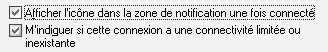 Afficher l'icône dans la zone de notification une fois connecté
M'indiquer si cette connexion a une connectivité limitée ou
inexistante